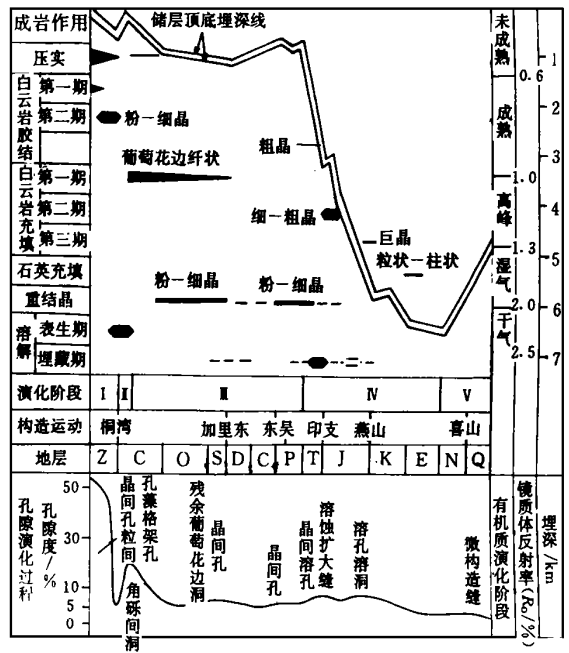 成岩作用
储层顶底埋深线
未成熟
压实
1
0.6
白云岩胶结
第一期
第二期
粉一细晶
2
成熟
粗晶
3
葡萄花边纤状
1.0
白云岩充填
第一期
第二期
第三期
细一粗晶
4
高峰
巨晶
1.3
粒状一柱状
5
湿气
石英充填
粉一细晶
粉一细晶
重结晶
2.0
6
干气
溶解
表生期
埋藏期
2.5
7
演化阶段
I
Ⅱ
Ⅲ
Ⅳ
V
构造运动
桐湾
加里东
东吴
印支
燕山
喜山
地层
Z
C
O
S
D
C
P
T
J
K
E
N
Q
孔隙演化过程
孔隙度/%
50
30
10
5
0
晶间孔粒间
孔藻格架孔
角砾间洞
残余葡萄花边洞
晶间孔
晶间孔
晶间溶孔
溶蚀扩大缝
溶孔溶洞
微构造缝
有机质演化阶段
镜质体反射率(Ro/%)
埋深/km